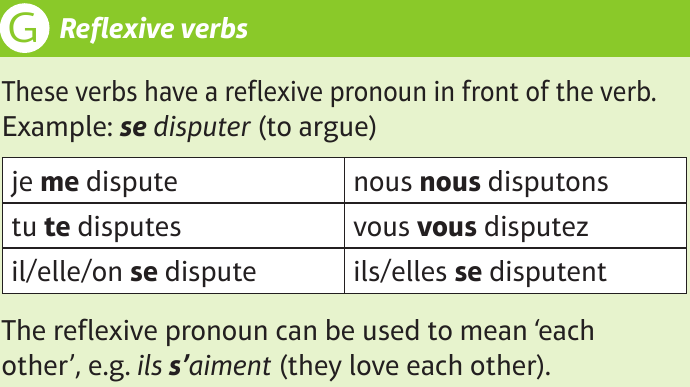 G Reflexive verbs
These verbs have a reflexive pronoun in front of the verb.
Example: se disputer (to argue)
je me dispute nous nous disputons
tu te disputes vous vous disputez
il/elle/on se dispute ils/elles se disputent
The reflexive pronoun can be used to mean ‘each
other’, e.g. ils s’aiment (they love each other).